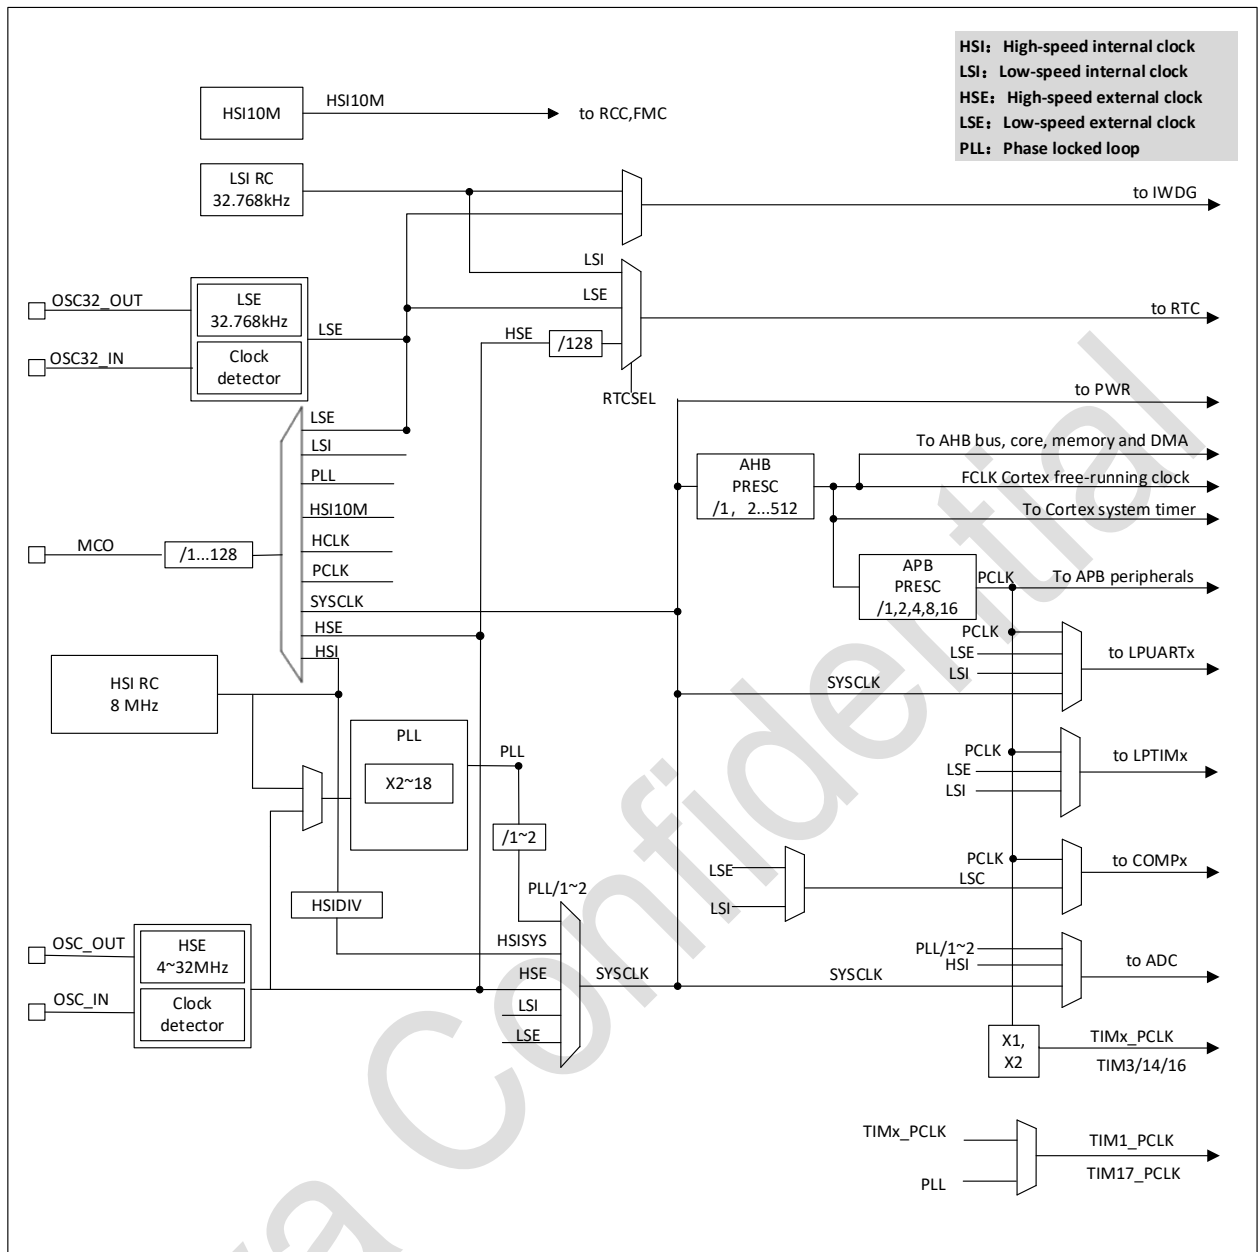 HSI：High-speed internal clock
LSI：Low-speed internal clock
HSE：High-speed external clock
LSE：Low-speed external clock
PLL：Phase locked loop
HSI10M
HSI10M
to RCC,FMC
LSI RC
32.768kHz
to IWDG
LSI
OSC32_OUT
LSE
32.768kHz
LSE
LSE
to RTC
HSE
/128
OSC32_IN
Clock
detector
RTCSEL
to PWR
LSE
LSI
PLL
HSI10M
HCLK
PCLK
SYSCLK
HSE
HSI
MCO
/1...128
To AHB bus, core, memory and DMA
AHB
PRESC
/1， 2...512
FCLK Cortex free-running clock
To Cortex system timer
APB
PRESC
/1,2,4,8,16
PCLK
To APB peripherals
PCLK
LSE
LSI
SYSCLK
to LPUARTx
HSI RC
8 MHz
PLL
X2~18
PLL
/1~2
PCLK
LSE
LSI
to LPTIMx
LSE
LSI
PCLK
LSC
to COMPx
HSIDIV
PLL/1~2
HSISYS
HSE
LSI
LSE
SYSCLK
OSC_OUT
HSE
4~32MHz
OSC_IN
Clock
detector
PLL/1~2
HSI
SYSCLK
to ADC
X1,
X2
TIMx_PCLK
TIM3/14/16
TIMx_PCLK
PLL
TIM1_PCLK
TIM17_PCLK
Confidential